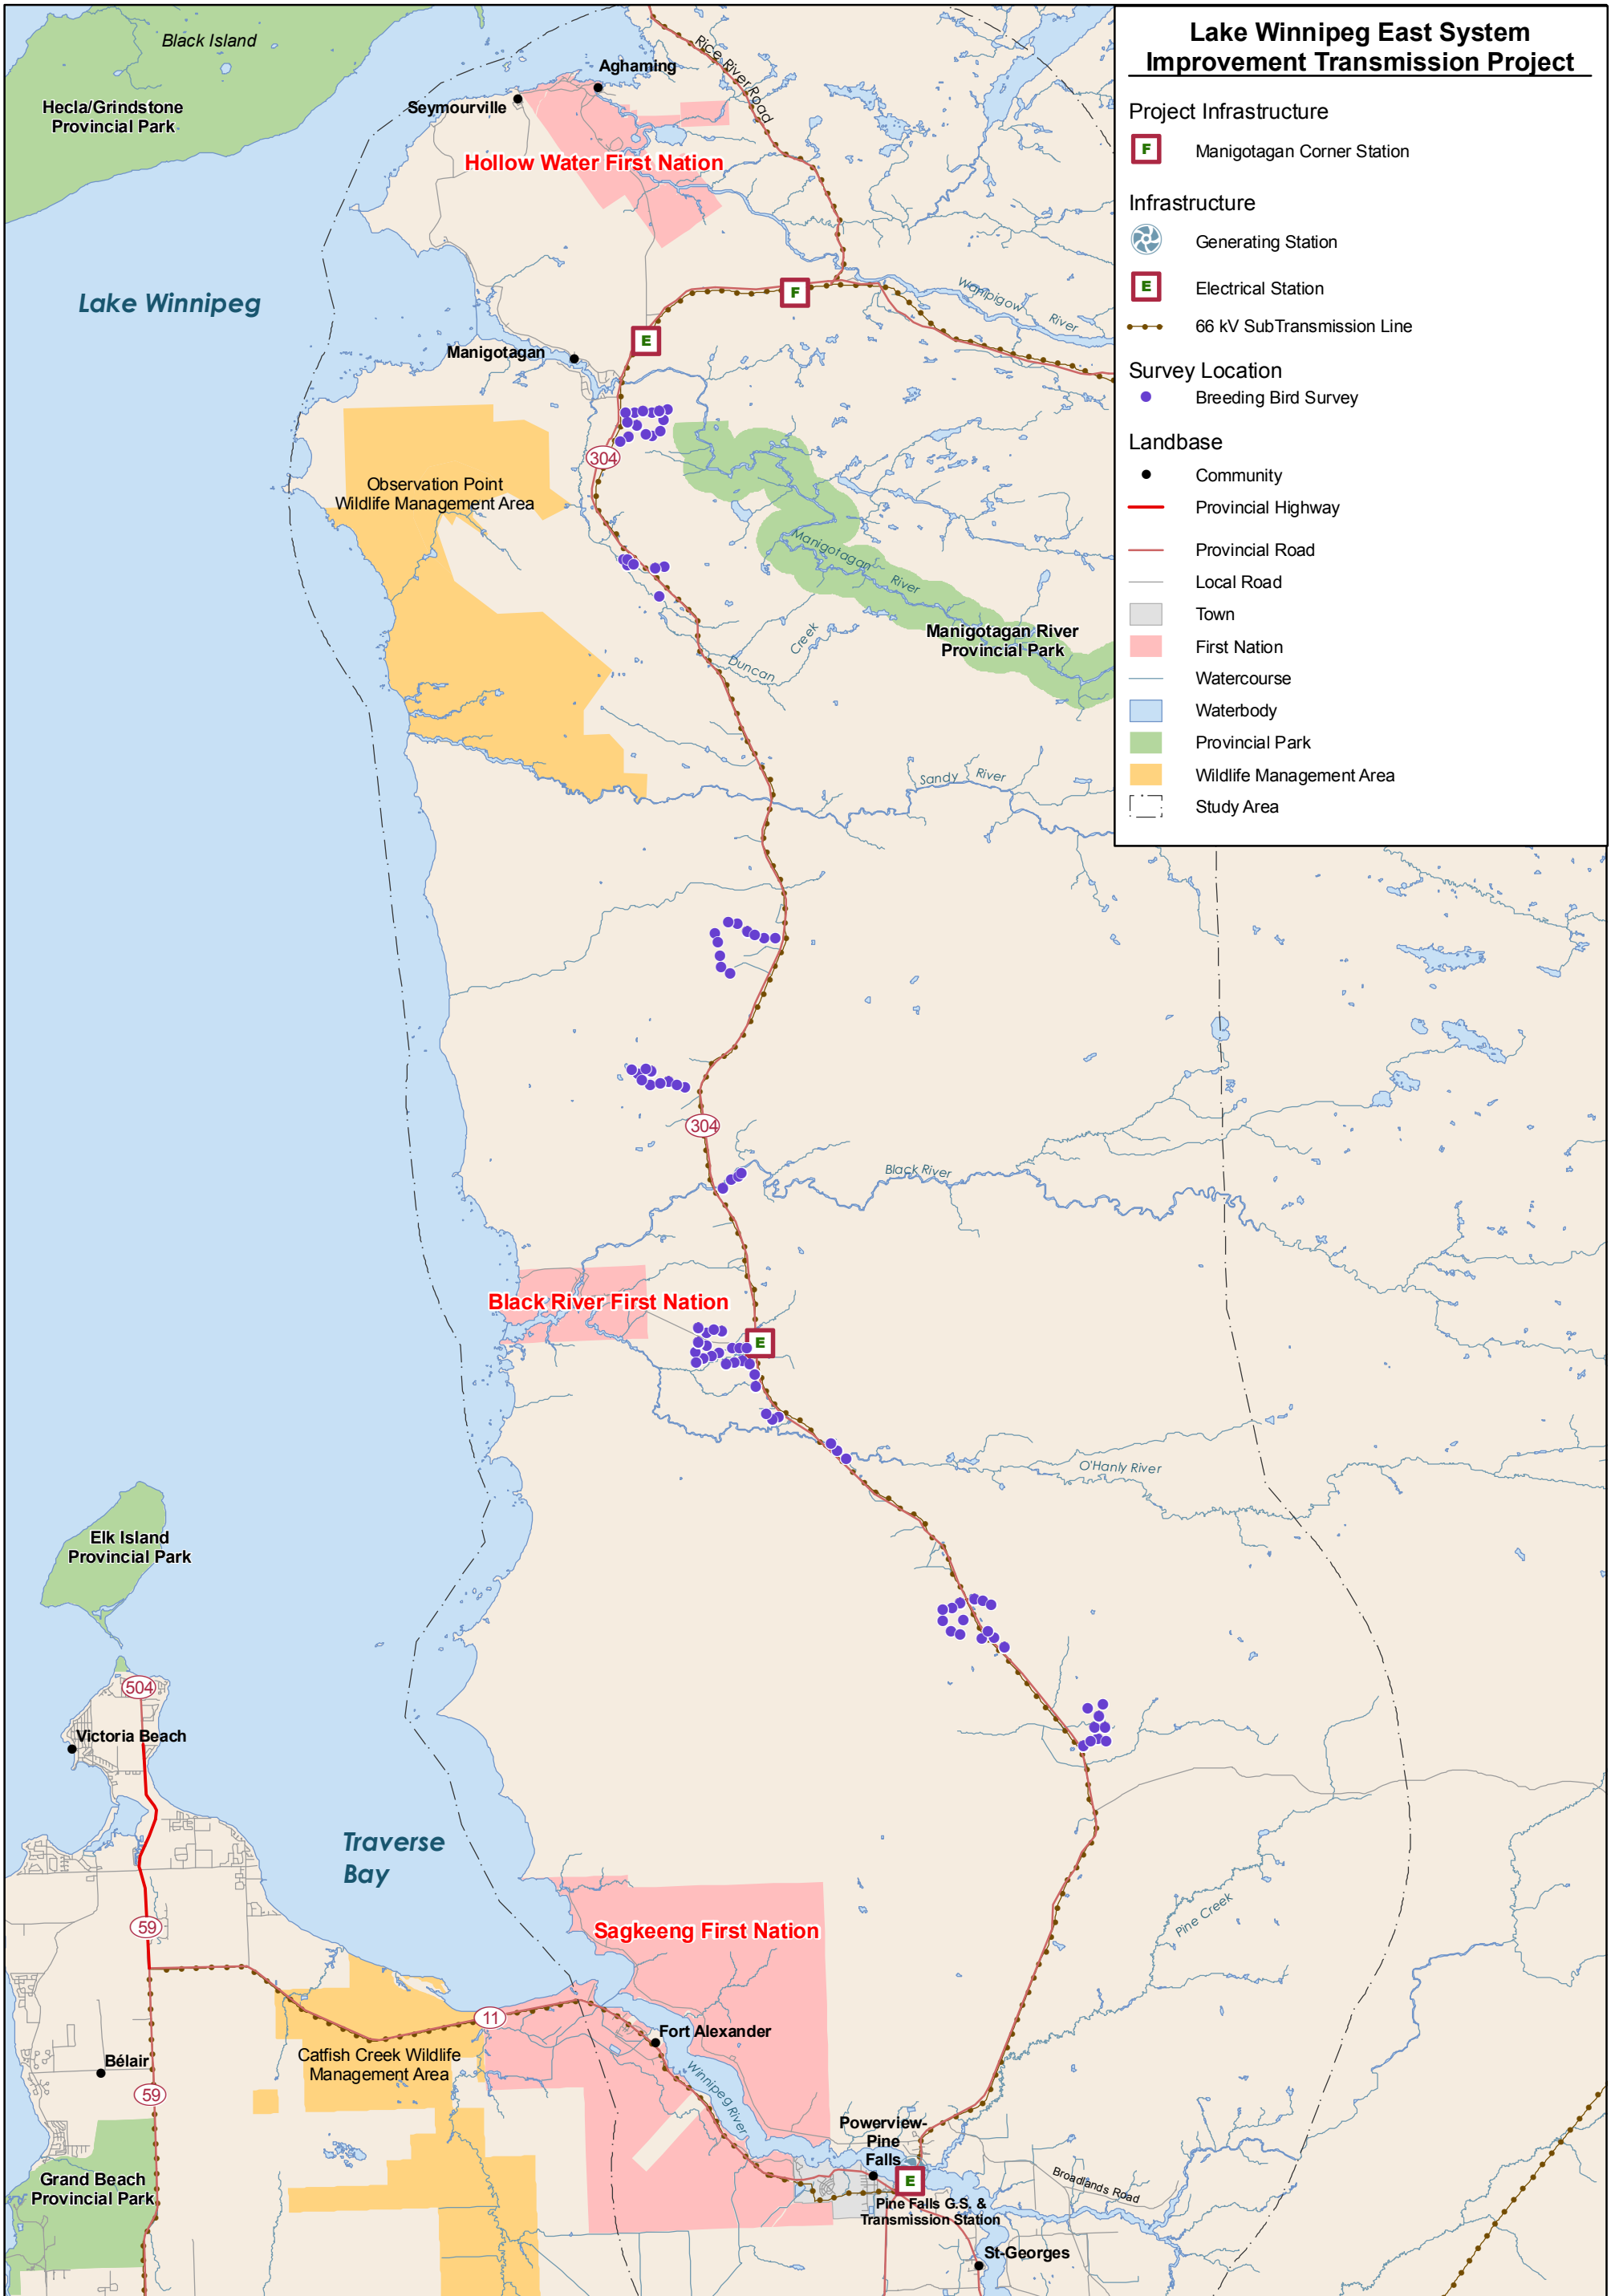 Lake Winnipeg East System
Improvement Transmission Project
Project Infrastructure
F
Manigotagan Corner Station
Infrastructure
Generating Station
E
Electrical Station
66 kV SubTransmission Line
Survey Location
Breeding Bird Survey
Landbase
Community
Provincial Highway
Provincial Road
Local Road
Town
First Nation
Watercourse
Waterbody
Provincial Park
Wildlife Management Area
Study Area
Black Island
Hecla/Grindstone
Provincial Park
Aghaming
Seymourville
Rice River Road
Hollow Water First Nation
Lake Winnipeg
F
E
Wanipigow
River
Manigotagan
304
Observation Point
Wildlife Management Area
Manigotagan
River
Manigotagan River
Provincial Park
Duncan
Creek
Sandy River
304
Black River
Black River First Nation
E
O'Hanly River
Elk Island
Provincial Park
504
Victoria Beach
Traverse
Bay
59
Sagkeeng First Nation
Pine Creek
11
Fort Alexander
Catfish Creek Wildlife
Management Area
Bélair
59
Winnipeg River
Powerview-
Pine
Falls
E
Broadlands Road
Grand Beach
Provincial Park
Pine Falls G.S. &
Transmission Station
St-Georges